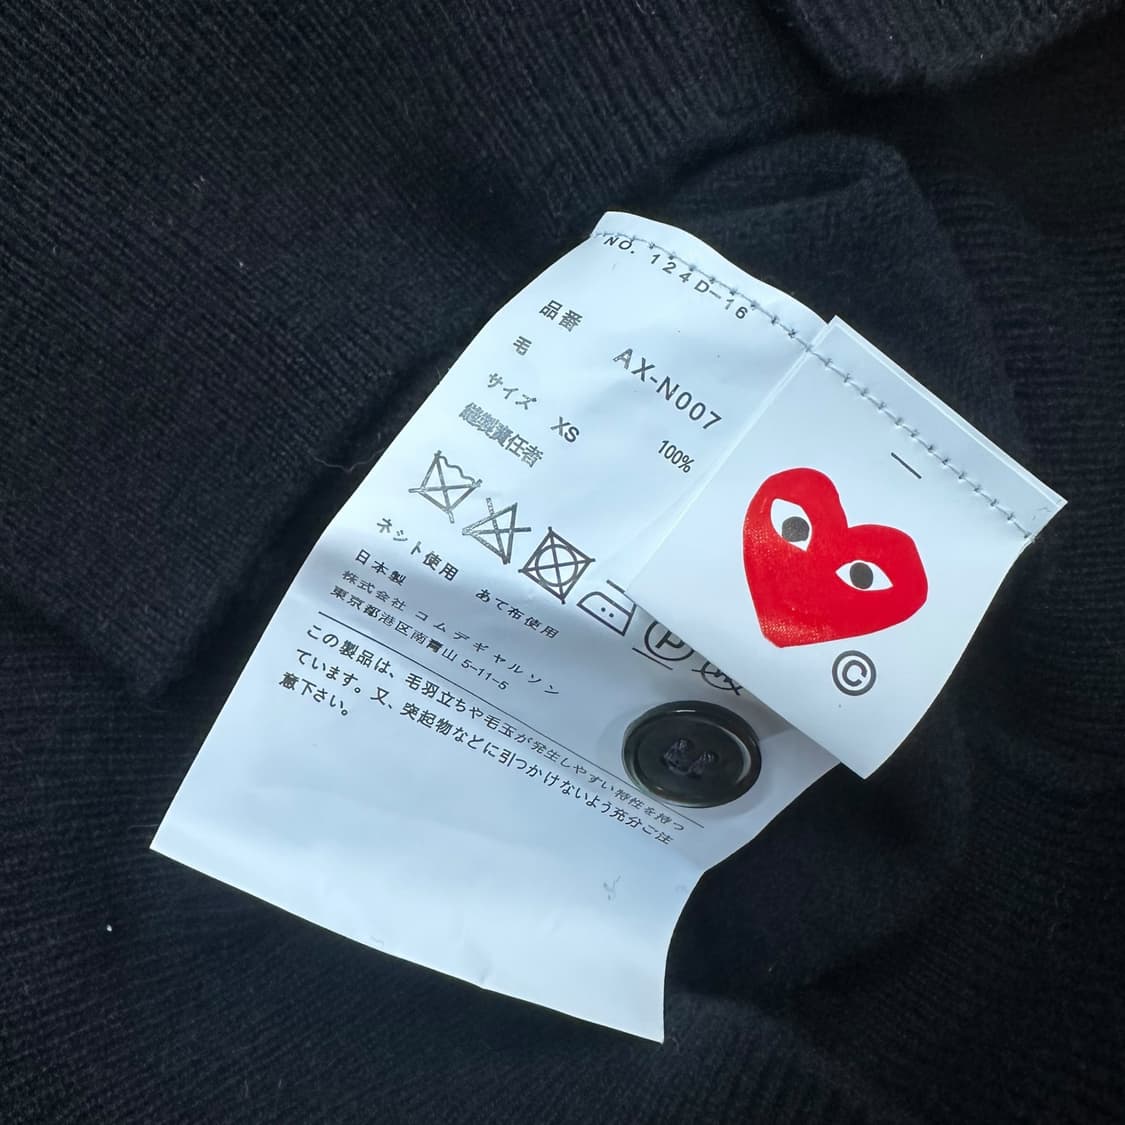 NO. 124D-16
品番 AX-N007
毛 100%
サイズ XS
縫製責任者
ネット使用 あて布使用
日本製
株式会社 コムデギャルソン
東京都港区南青山 5-11-5
この製品は、毛羽立ちや毛玉が発生しやすい特性を持つ
ています。又、突起物などに引つかけないよう充分ご注
意下さい。
P
©